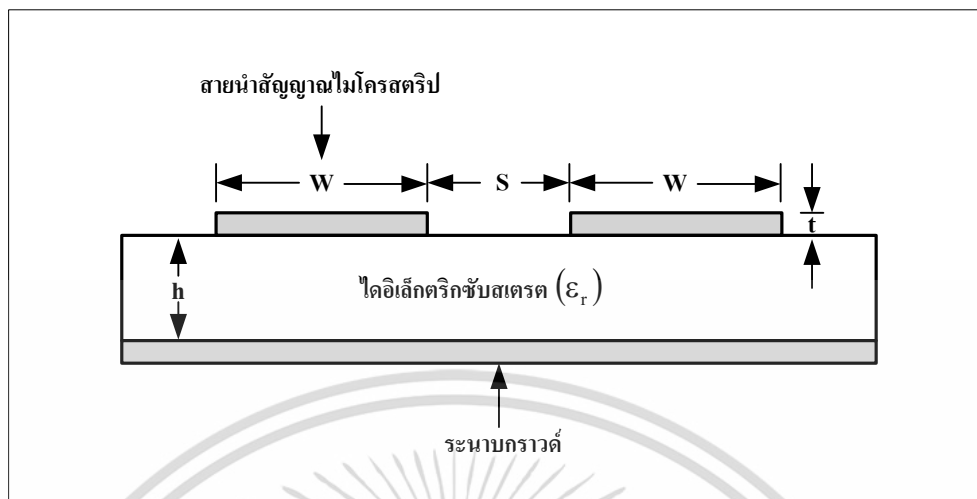 สายนำสัญญาณไมโครสตริป
W S W
t
h
ไดอิเล็กตริกซับสเตรต (εᵣ)
ระนาบกราวด์